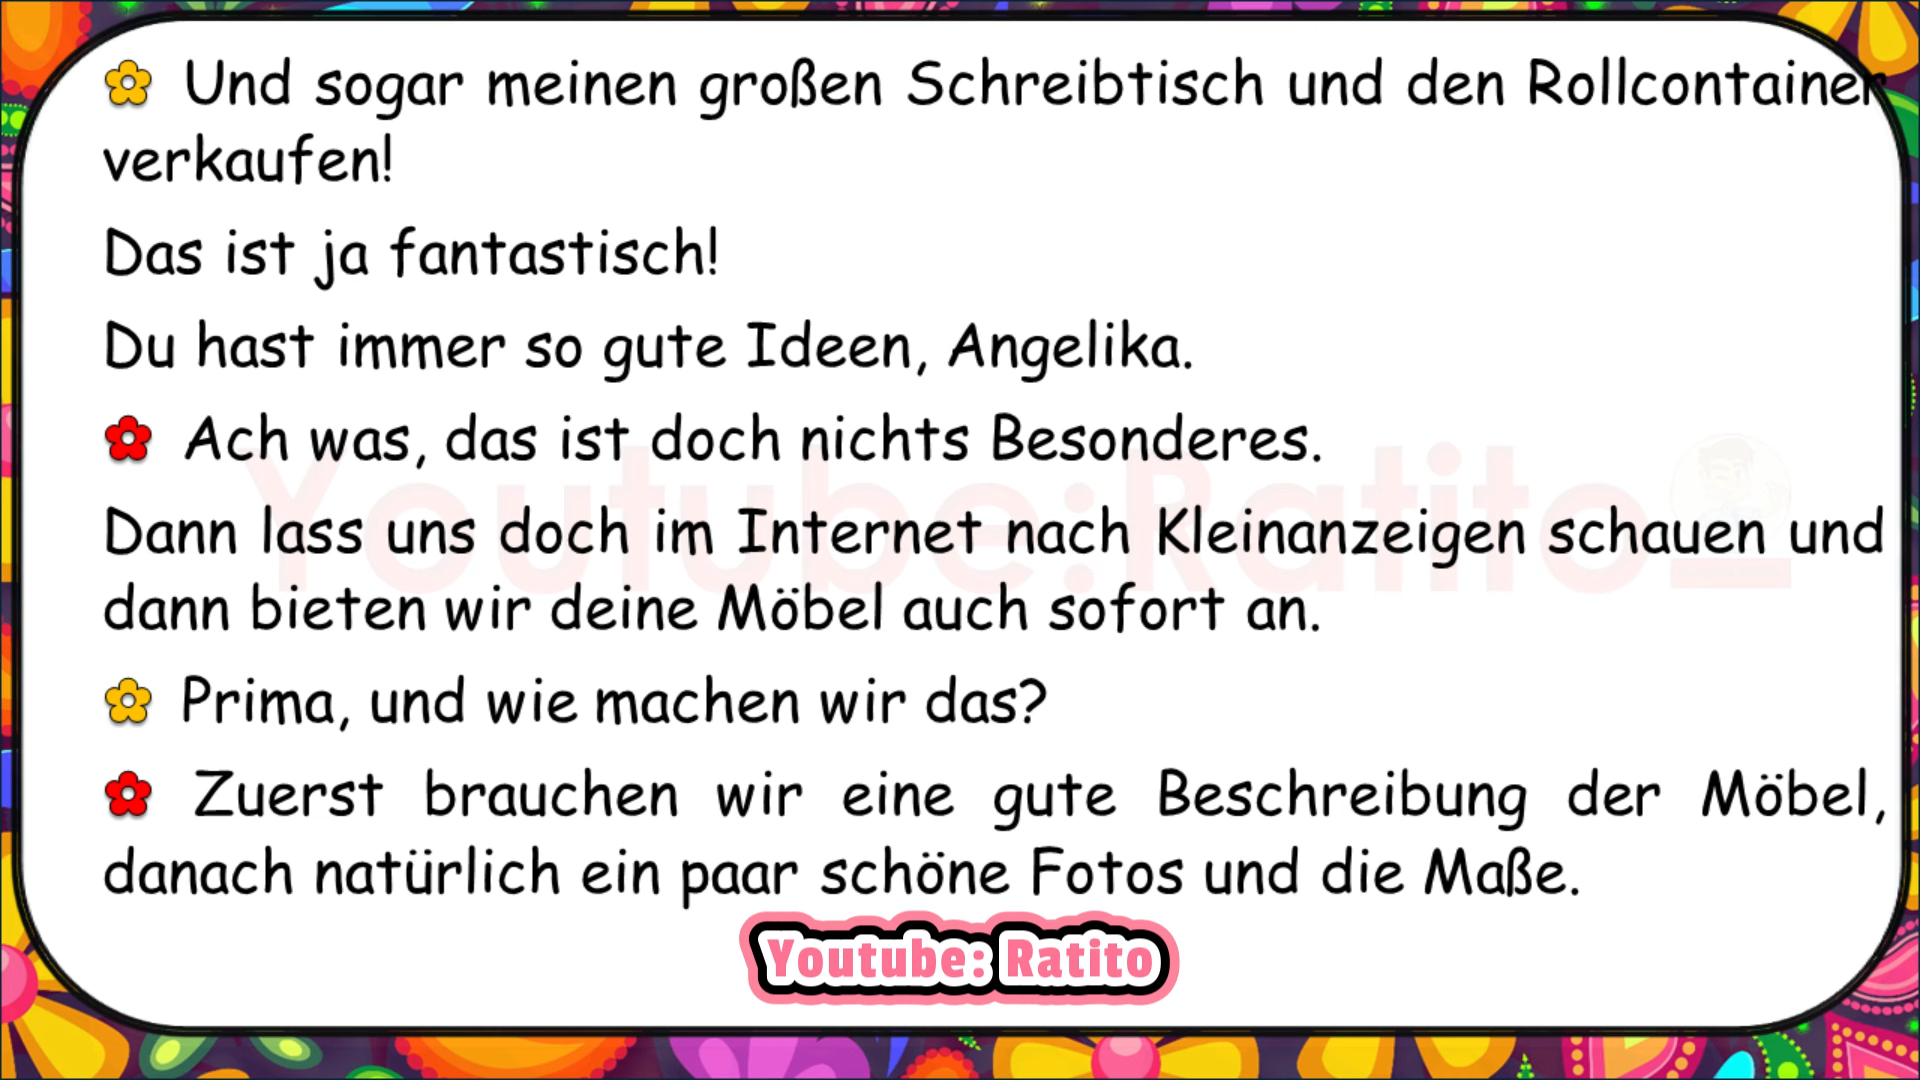 Und sogar meinen großen Schreibtisch und den Rollcontainer
verkaufen!
Das ist ja fantastisch!
Du hast immer so gute Ideen, Angelika.
Ach was, das ist doch nichts Besonderes.
Dann lass uns doch im Internet nach Kleinanzeigen schauen und
dann bieten wir deine Möbel auch sofort an.
Prima, und wie machen wir das?
Zuerst brauchen wir eine gute Beschreibung der Möbel,
danach natürlich ein paar schöne Fotos und die Maße.
Youtube:Ratito
Youtube: Ratito